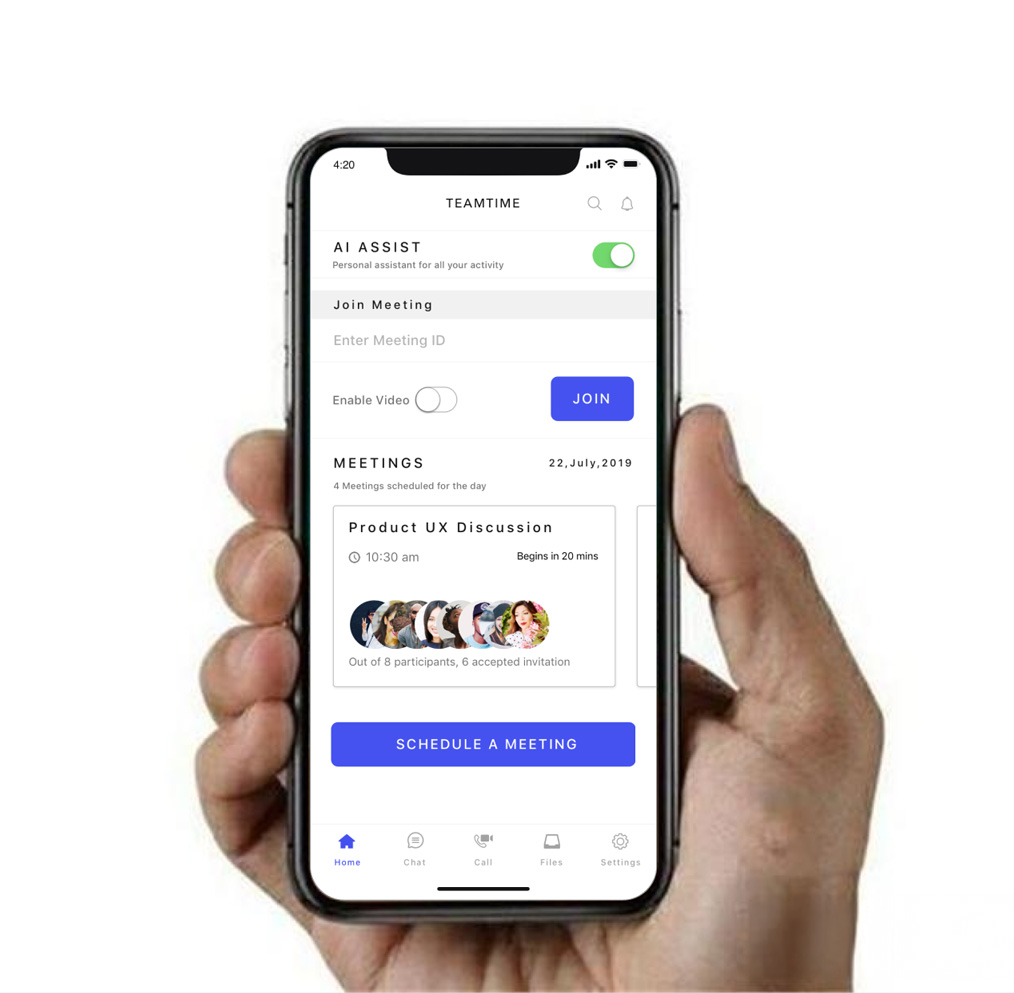 4:20
TEAMTIME
AI ASSIST
Personal assistant for all your activity
Join Meeting
Enter Meeting ID
Enable Video
JOIN
MEETINGS
22,July,2019
4 Meetings scheduled for the day
Product UX Discussion
10:30 am
Begins in 20 mins
Out of 8 participants, 6 accepted invitation
SCHEDULE A MEETING
Home
Chat
Call
Files
Settings